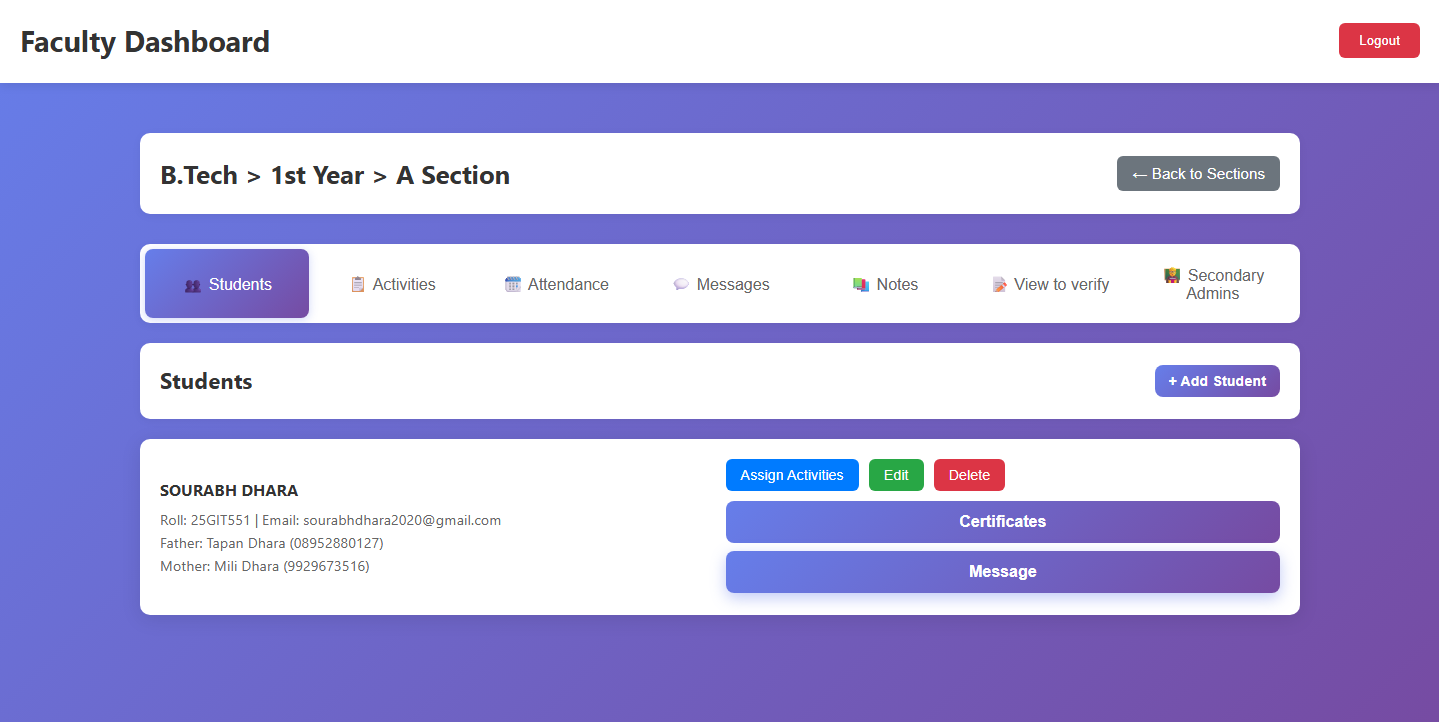 Faculty Dashboard
Logout
B.Tech > 1st Year > A Section
← Back to Sections
Students
Activities
Attendance
Messages
Notes
View to verify
Secondary
Admins
Students
+ Add Student
SOURABH DHARA
Roll: 25GIT551 | Email: sourabhdhara2020@gmail.com
Father: Tapan Dhara (08952880127)
Mother: Mili Dhara (9929673516)
Assign Activities
Edit
Delete
Certificates
Message